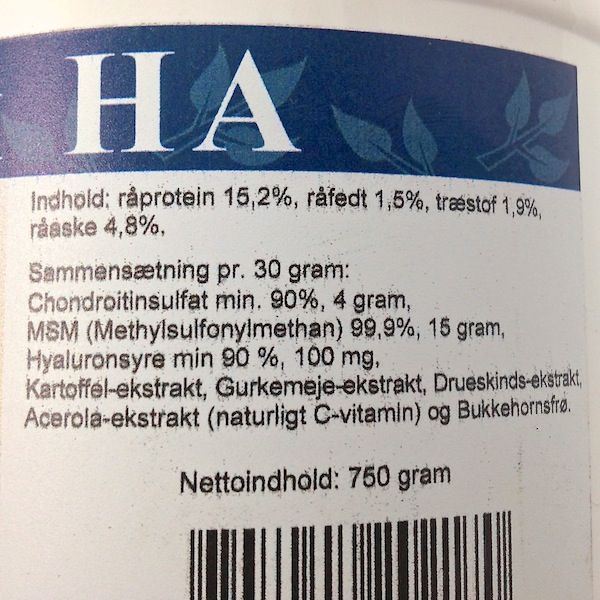 HA
Indhold: råprotein 15,2%, råfedt 1,5%, træstof 1,9%,
råaske 4,8%.
Sammensætning pr. 30 gram:
Chondroitinsulfat min. 90%, 4 gram,
MSM (Methylsulfonylmethan) 99,9%, 15 gram,
Hyaluronsyre min 90 %, 100 mg,
Kartoffel-ekstrakt, Gurkemeje-ekstrakt, Drueskinds-ekstrakt,
Acerola-ekstrakt (naturligt C-vitamin) og Bukkehornsfrø.
Nettoindhold: 750 gram